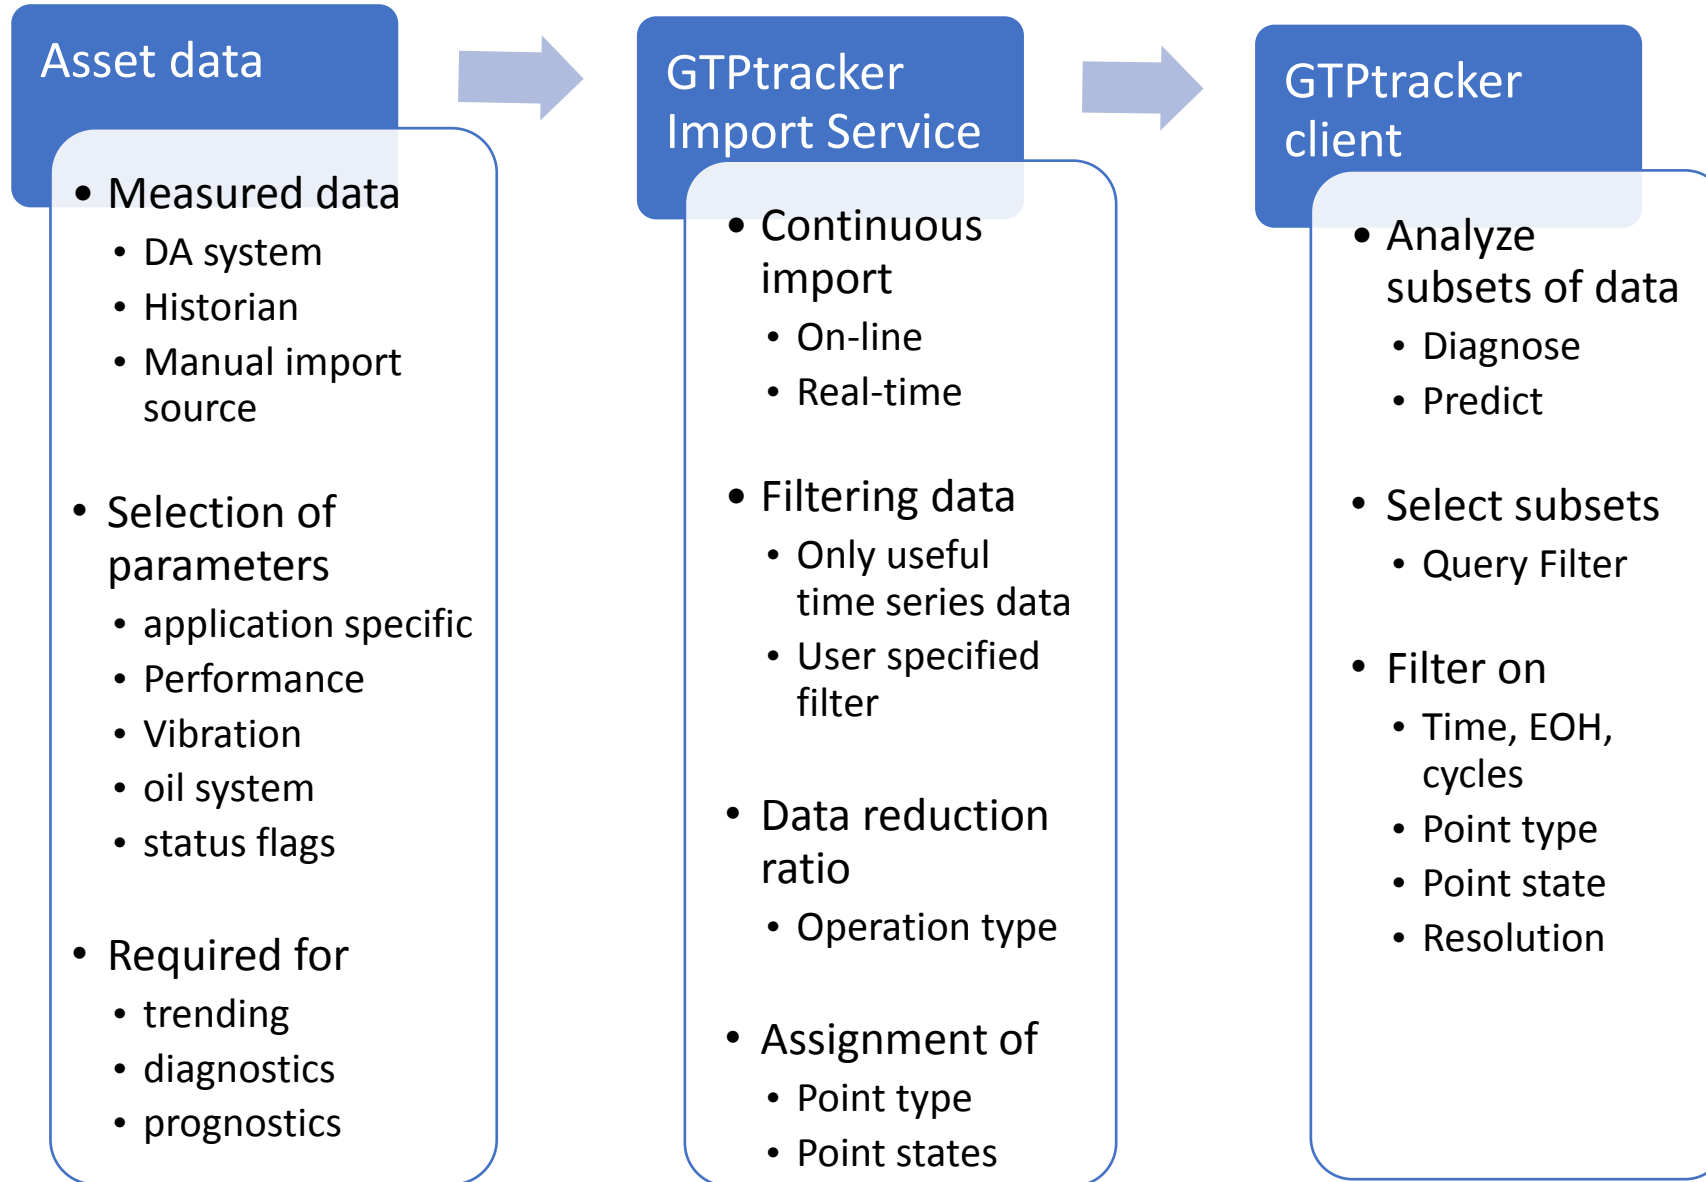 Asset data
• Measured data
• DA system
• Historian
• Manual import
source
• Selection of
parameters
• application specific
• Performance
• Vibration
• oil system
• status flags
• Required for
• trending
• diagnostics
• prognostics
GTPtracker
Import Service
• Continuous
import
• On-line
• Real-time
• Filtering data
• Only useful
time series data
• User specified
filter
• Data reduction
ratio
• Operation type
• Assignment of
• Point type
• Point states
GTPtracker
client
• Analyze
subsets of data
• Diagnose
• Predict
• Select subsets
• Query Filter
• Filter on
• Time, EOH,
cycles
• Point type
• Point state
• Resolution